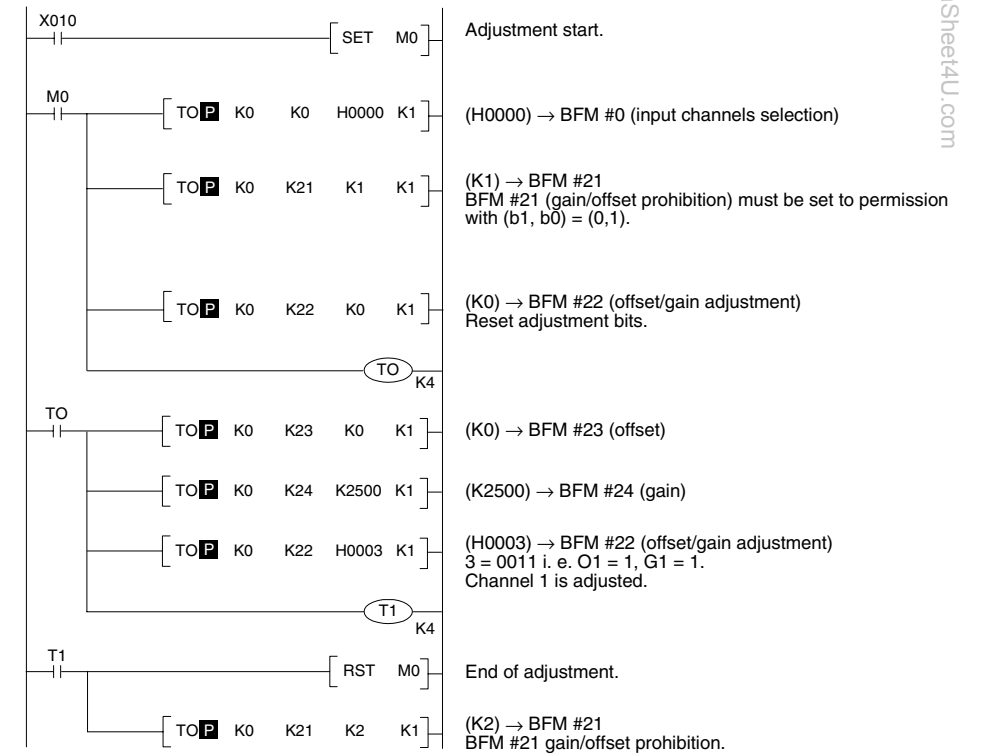 X010
SET M0 Adjustment start.
M0
TO P K0 K0 H0000 K1 (H0000) → BFM #0 (input channels selection)
TO P K0 K21 K1 K1 (K1) → BFM #21
BFM #21 (gain/offset prohibition) must be set to permission
with (b1, b0) = (0,1).
TO P K0 K22 K0 K1 (K0) → BFM #22 (offset/gain adjustment)
Reset adjustment bits.
TO
K4
TO
TO P K0 K23 K0 K1 (K0) → BFM #23 (offset)
TO P K0 K24 K2500 K1 (K2500) → BFM #24 (gain)
TO P K0 K22 H0003 K1 (H0003) → BFM #22 (offset/gain adjustment)
3 = 0011 i. e. O1 = 1, G1 = 1.
Channel 1 is adjusted.
T1
K4
T1
RST M0 End of adjustment.
TO P K0 K21 K2 K1 (K2) → BFM #21
BFM #21 gain/offset prohibition.
Sheet4U.com